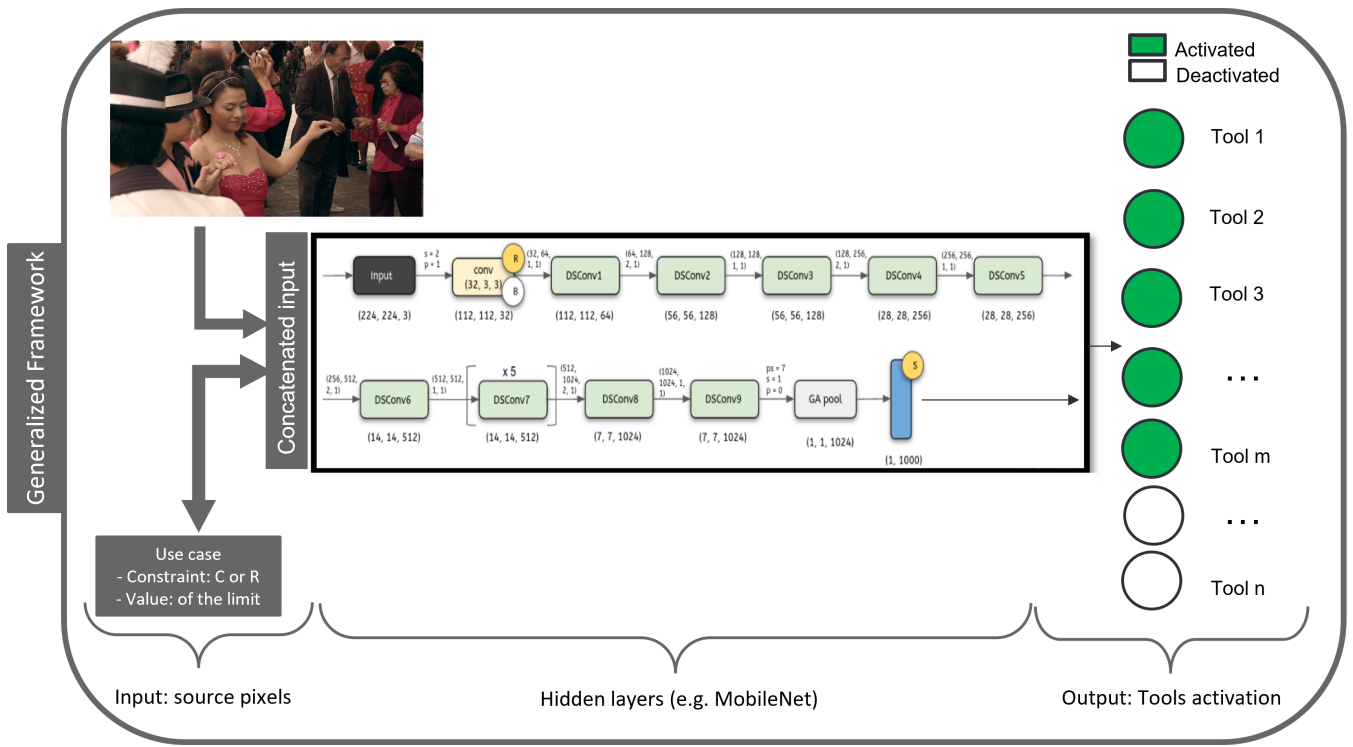 Generalized Framework
Activated
Deactivated
Tool 1
Tool 2
Tool 3
...
Tool m
...
Tool n
Concatenated input
Input
(224, 224, 3)
s = 2
p = 1
conv
(32, 3, 3)
R
B
(112, 112, 32)
(32, 64,
1, 1)
DSConv1
(112, 112, 64)
(64, 128,
2, 1)
DSConv2
(56, 56, 128)
(128, 128,
1, 1)
DSConv3
(56, 56, 128)
(128, 256,
2, 1)
DSConv4
(28, 28, 256)
(256, 256,
1, 1)
DSConv5
(28, 28, 256)
(256, 512,
2, 1)
DSConv6
(14, 14, 512)
(512, 512,
1, 1)
x 5
DSConv7
(14, 14, 512)
(512,
1024,
2, 1)
DSConv8
(7, 7, 1024)
(1024,
1024, 1,
1)
DSConv9
(7, 7, 1024)
ps = 7
s = 1
p = 0
GA pool
(1, 1, 1024)
S
(1, 1000)
Use case
- Constraint: C or R
- Value: of the limit
Input: source pixels
Hidden layers (e.g. MobileNet)
Output: Tools activation